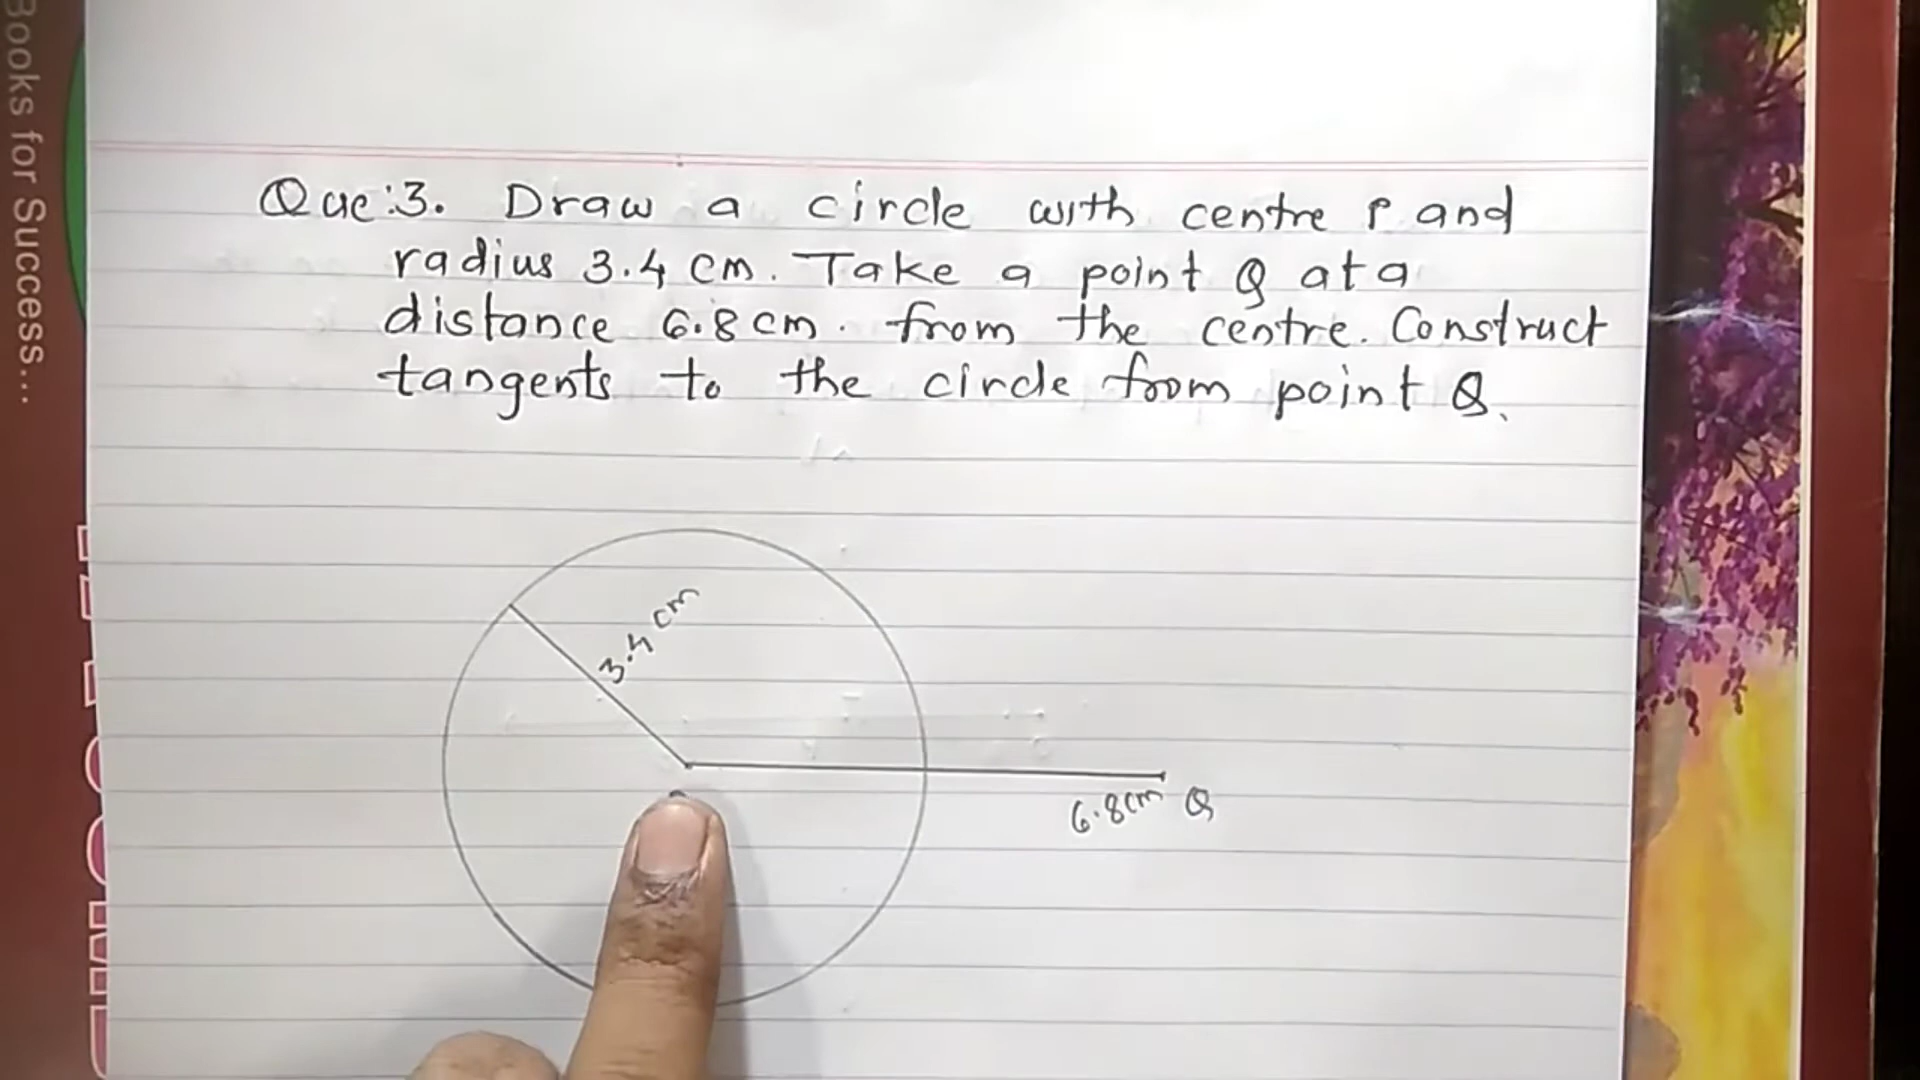 Books for Success...
Que:3. Draw a circle with centre P and
radius 3.4 cm. Take a point Q at a
distance 6.8 cm. from the centre. Construct
tangents to the circle from point Q.
3.4 cm
6.8cm Q